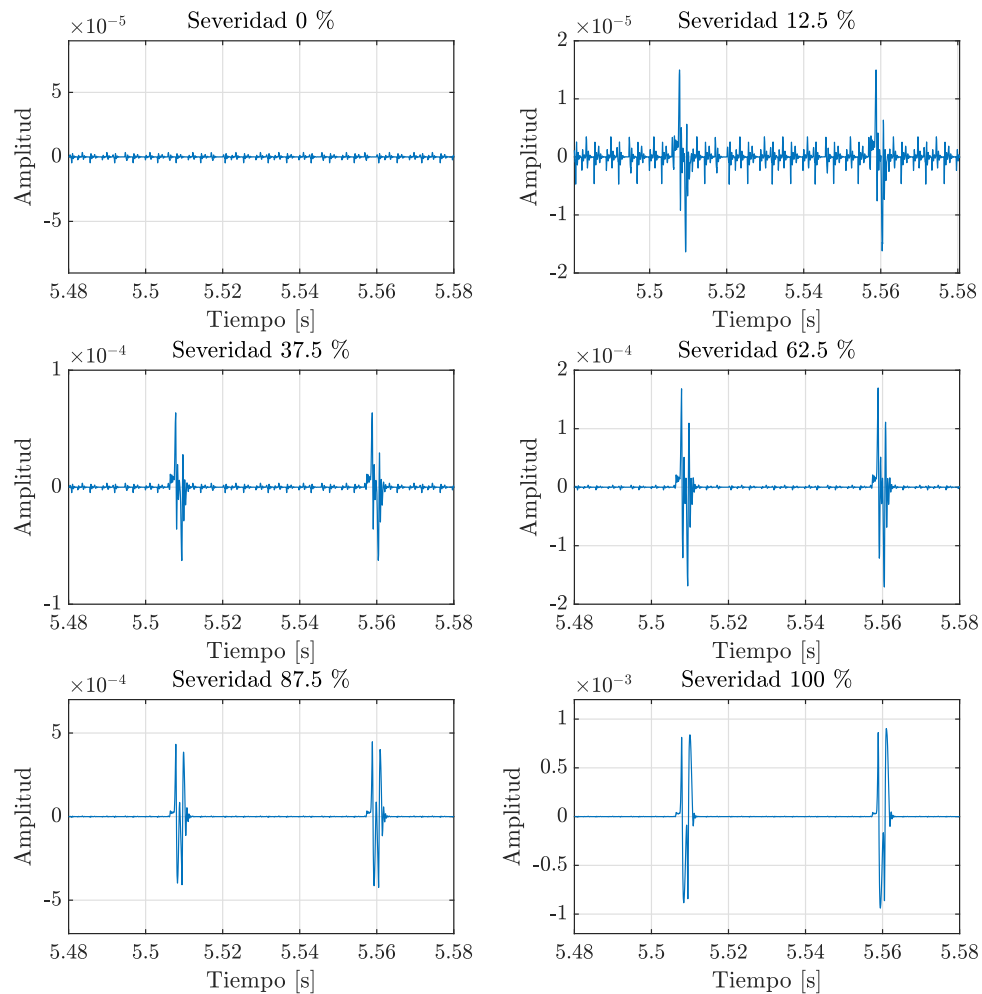 Severidad 0 %
×10⁻⁵
5
0
-5
Amplitud
5.48 5.5 5.52 5.54 5.56 5.58
Tiempo [s]
Severidad 12.5 %
×10⁻⁵
2
1
0
-1
-2
Amplitud
5.5 5.52 5.54 5.56 5.58
Tiempo [s]
Severidad 37.5 %
×10⁻⁴
1
0
-1
Amplitud
5.48 5.5 5.52 5.54 5.56 5.58
Tiempo [s]
Severidad 62.5 %
×10⁻⁴
2
1
0
-1
-2
Amplitud
5.48 5.5 5.52 5.54 5.56 5.58
Tiempo [s]
Severidad 87.5 %
×10⁻⁴
5
0
-5
Amplitud
5.48 5.5 5.52 5.54 5.56 5.58
Tiempo [s]
Severidad 100 %
×10⁻³
1
0.5
0
-0.5
-1
Amplitud
5.48 5.5 5.52 5.54 5.56 5.58
Tiempo [s]